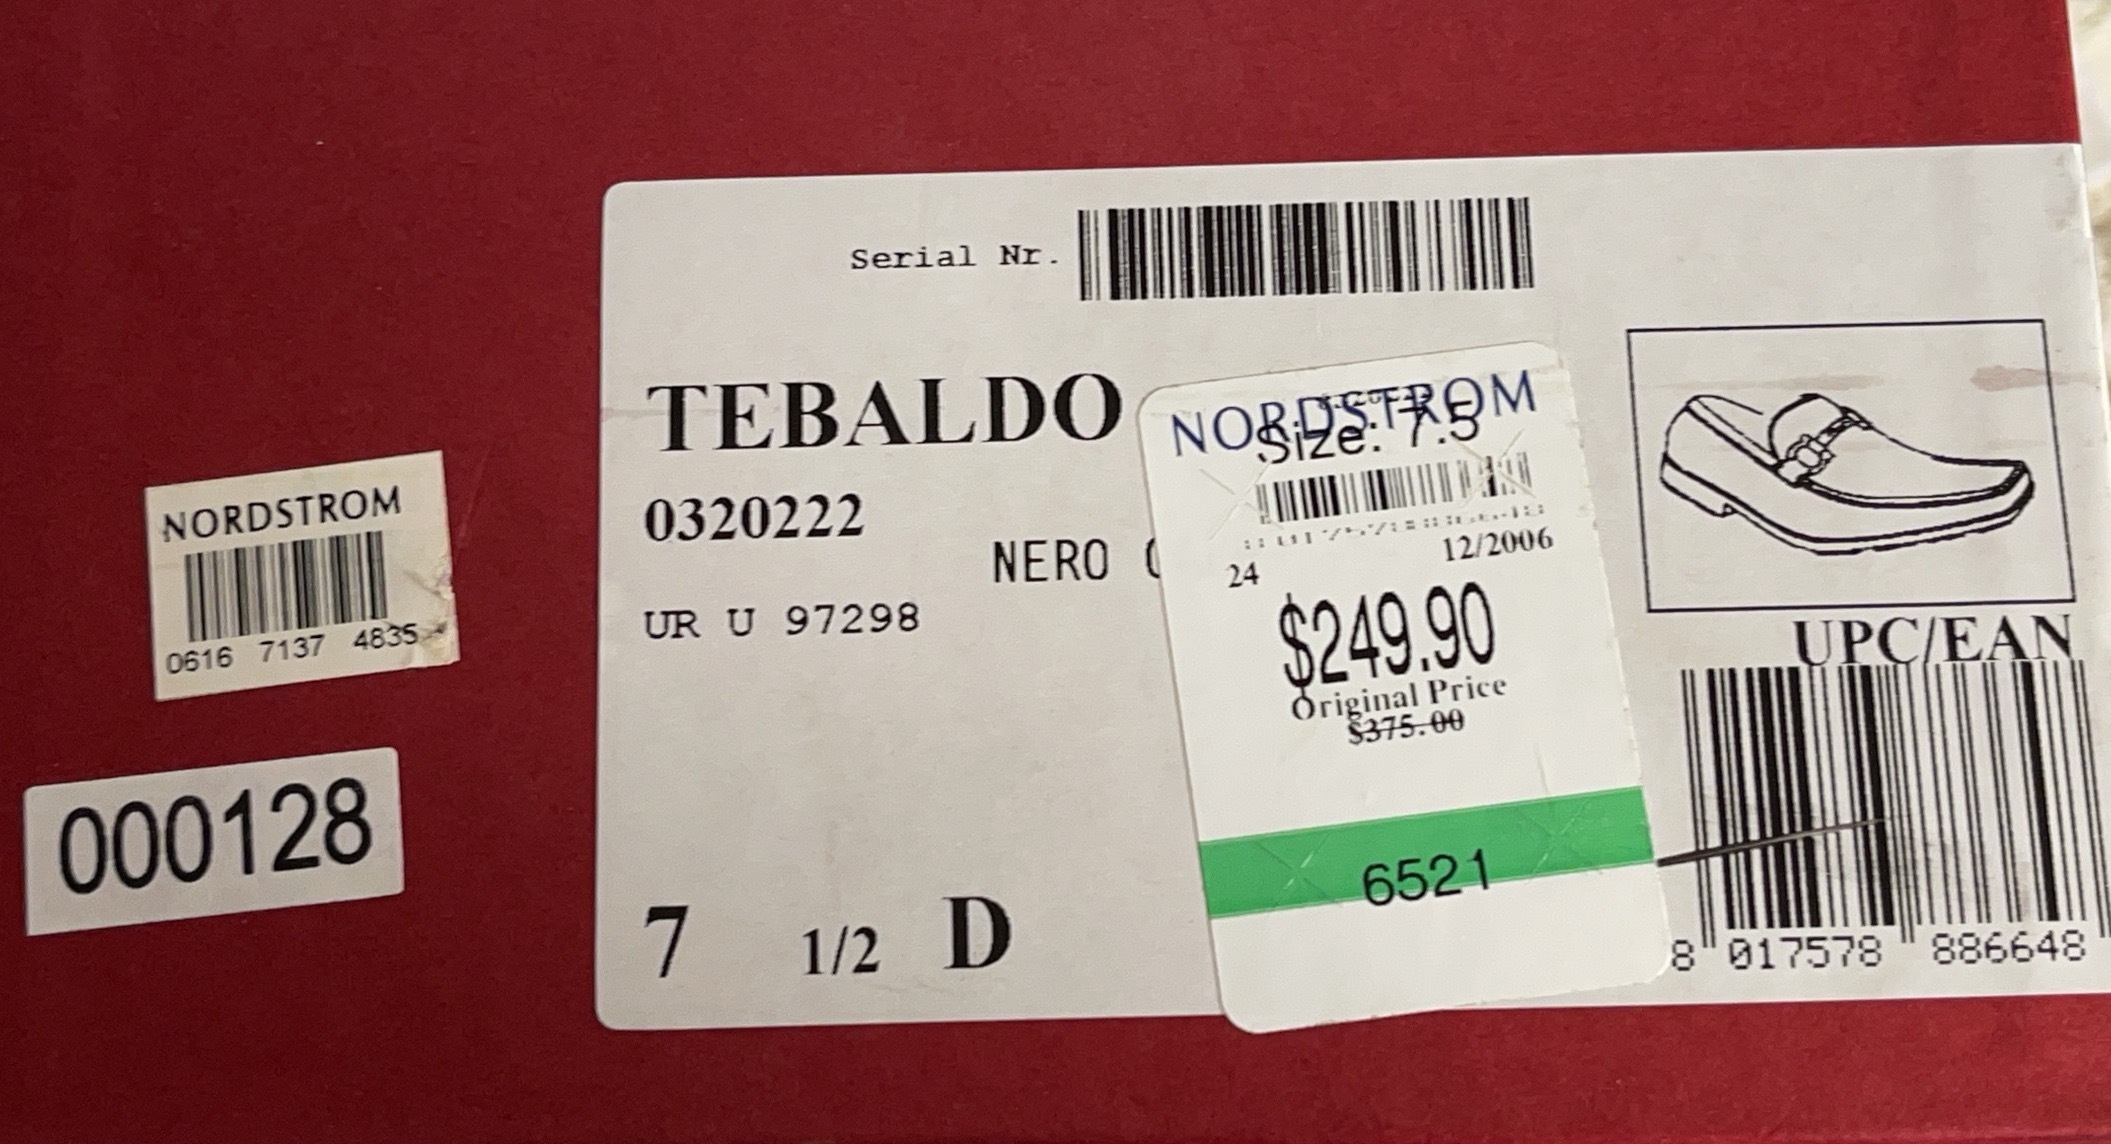 Serial Nr.
TEBALDO
0320222
NERO
UR U 97298
7 1/2 D
NORDSTROM
Size: 7.5
12/2006
24
$249.90
Original Price
$375.00
6521
UPC/EAN
8 017578 886648
NORDSTROM
0616 7137 4835
000128